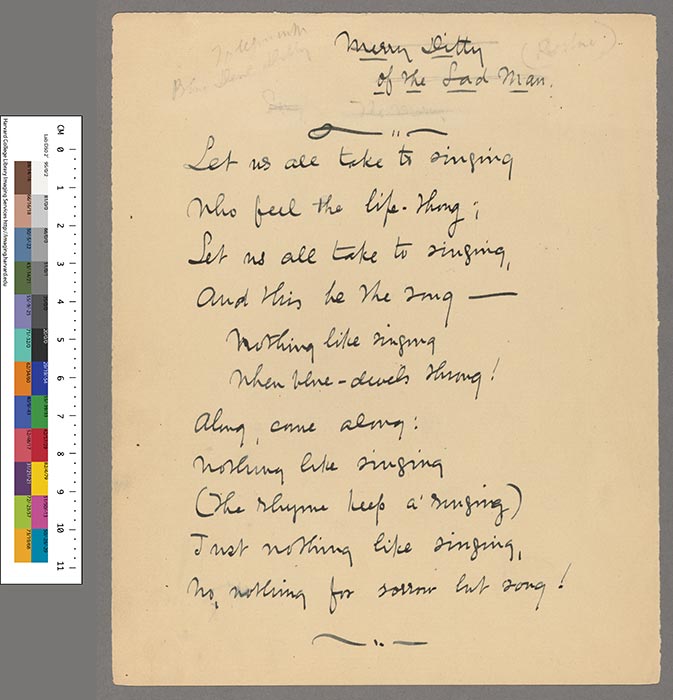 Merry Ditty
of the Sad Man.
Let us all take to singing
Who feel the life-thong;
Let us all take to singing,
And this be the song —
Nothing like singing
When blue-devils throng!
Along, come along:
Nothing like singing
(The rhyme keep a' ringing)
Just nothing like singing,
No, nothing for sorrow but song!
CM 0 1 2 3 4 5 6 7 8 9 10 11
Harvard College Library Imaging Services http://imaging.harvard.edu